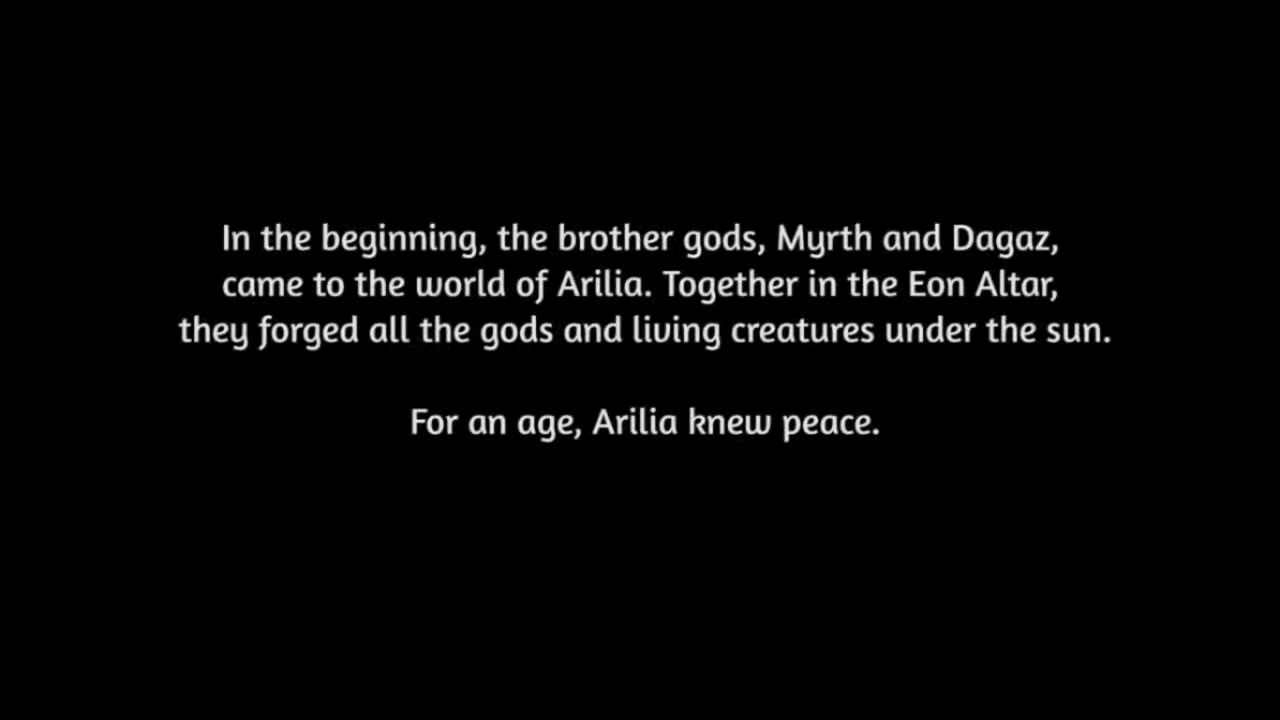 In the beginning, the brother gods, Myrth and Dagaz,
came to the world of Arilia. Together in the Eon Altar,
they forged all the gods and living creatures under the sun.
For an age, Arilia knew peace.